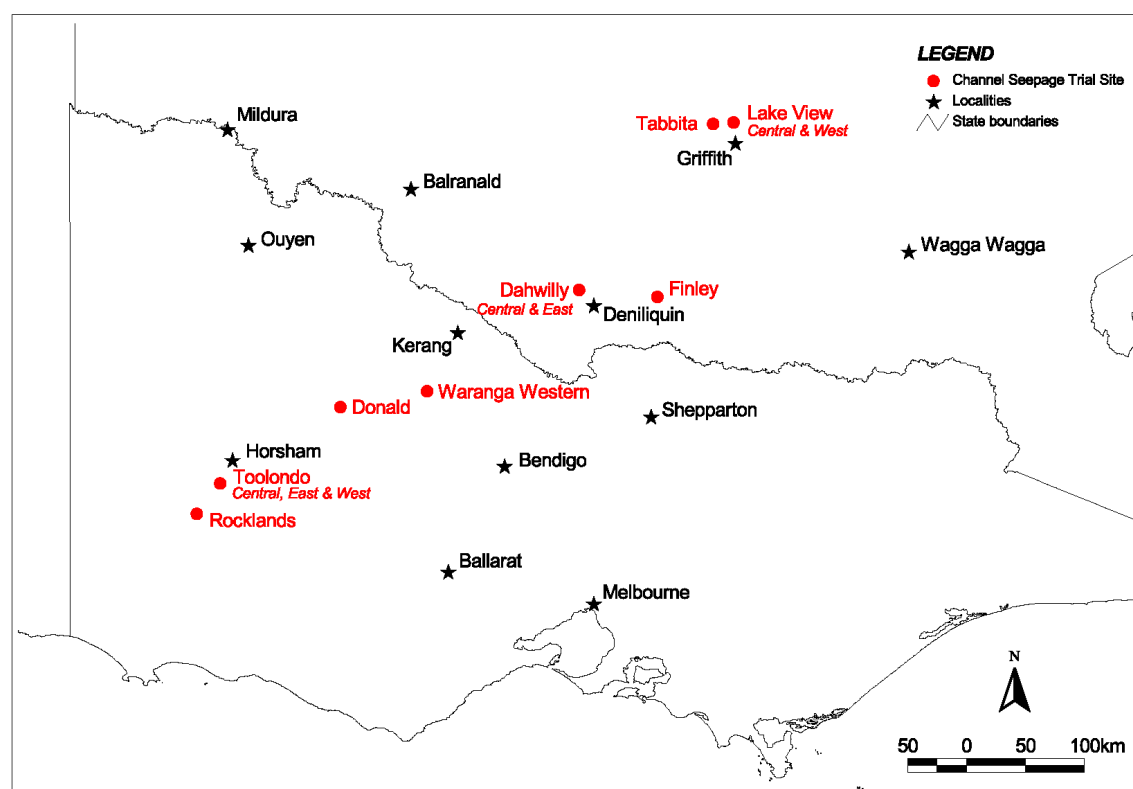 LEGEND
Channel Seepage Trial Site
Localities
State boundaries
Mildura
Tabbita
Lake View
Central & West
Griffith
Balranald
Ouyen
Wagga Wagga
Dahwilly
Central & East
Finley
Deniliquin
Kerang
Waranga Western
Donald
Shepparton
Horsham
Bendigo
Toolondo
Central, East & West
Rocklands
Ballarat
Melbourne
N
50 0 50 100km